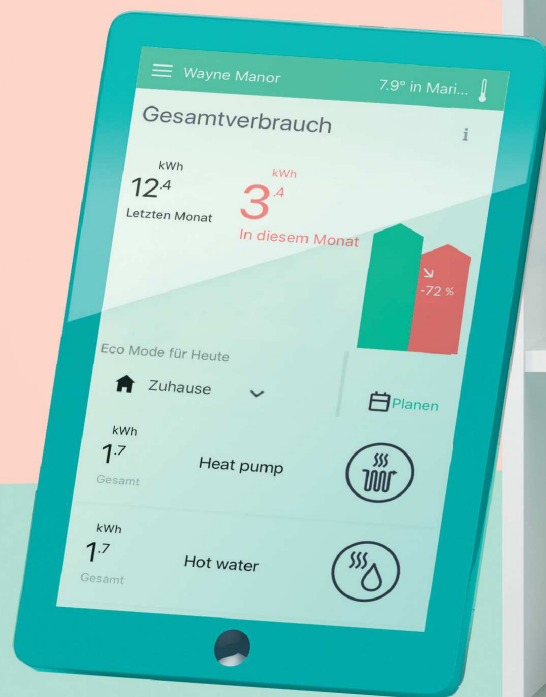 Wayne Manor 7.9° in Mari...
Gesamtverbrauch i
kWh
12.4
Letzten Monat
kWh
3.4
In diesem Monat
-72 %
Eco Mode für Heute
Zuhause
Planen
kWh
1.7
Gesamt
Heat pump
kWh
1.7
Gesamt
Hot water